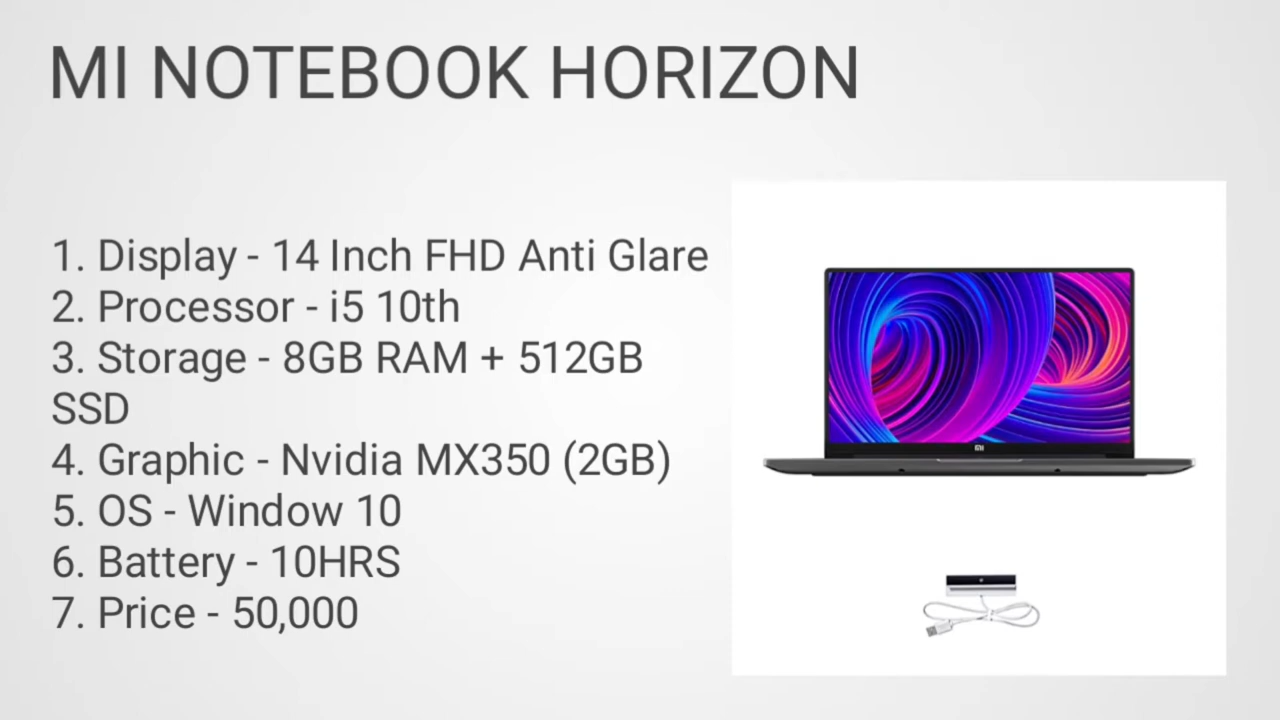 MI NOTEBOOK HORIZON
1. Display - 14 Inch FHD Anti Glare
2. Processor - i5 10th
3. Storage - 8GB RAM + 512GB
SSD
4. Graphic - Nvidia MX350 (2GB)
5. OS - Window 10
6. Battery - 10HRS
7. Price - 50,000
mi